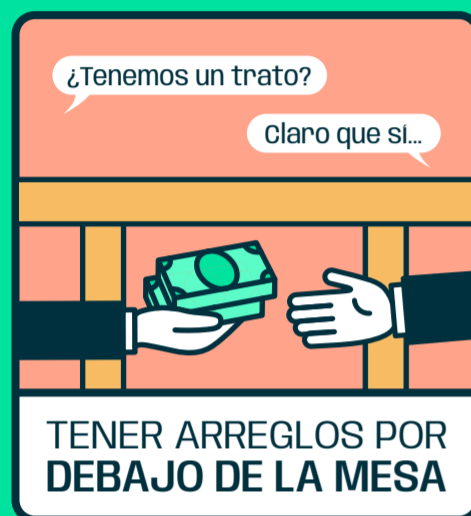 ¿Tenemos un trato?
Claro que sí...
TENER ARREGLOS POR
DEBAJO DE LA MESA